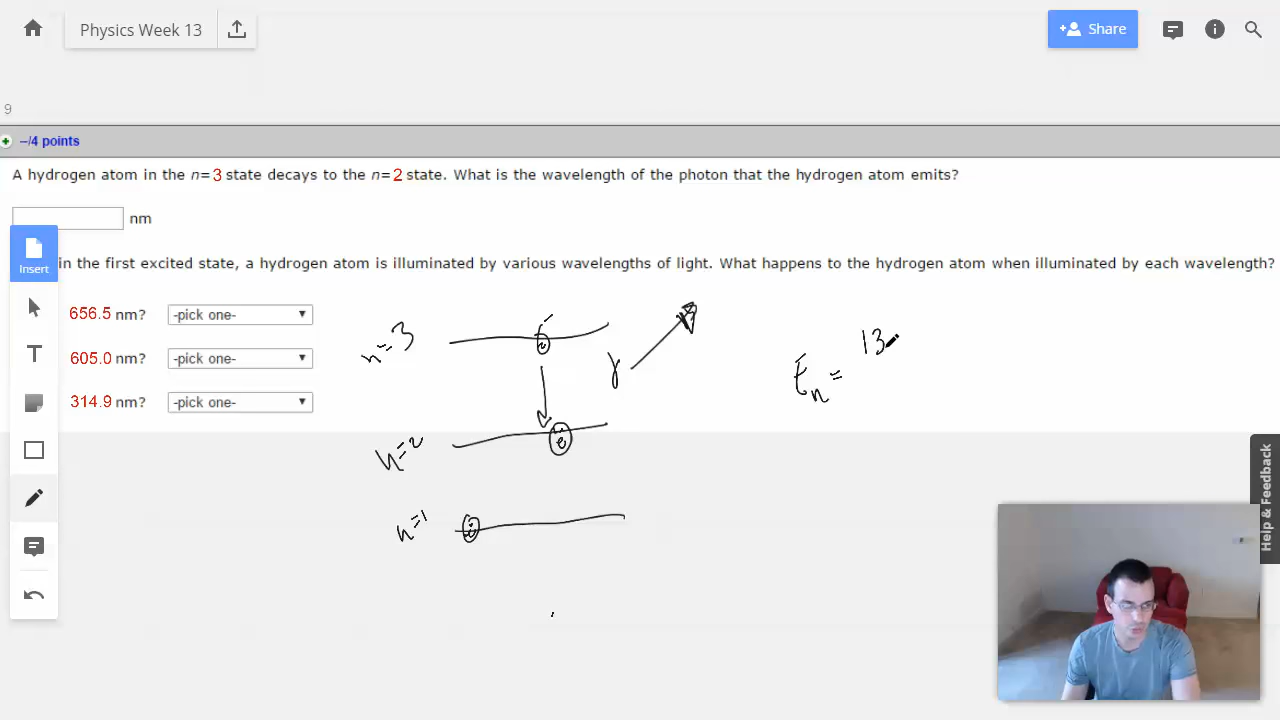 Physics Week 13
Share
9
–/4 points
A hydrogen atom in the n=3 state decays to the n=2 state. What is the wavelength of the photon that the hydrogen atom emits?
nm
Insert
in the first excited state, a hydrogen atom is illuminated by various wavelengths of light. What happens to the hydrogen atom when illuminated by each wavelength?
656.5 nm? -pick one-
605.0 nm? -pick one-
314.9 nm? -pick one-
n=3
γ
E_n = 13
n=2
e
n=1
T
Help & Feedback